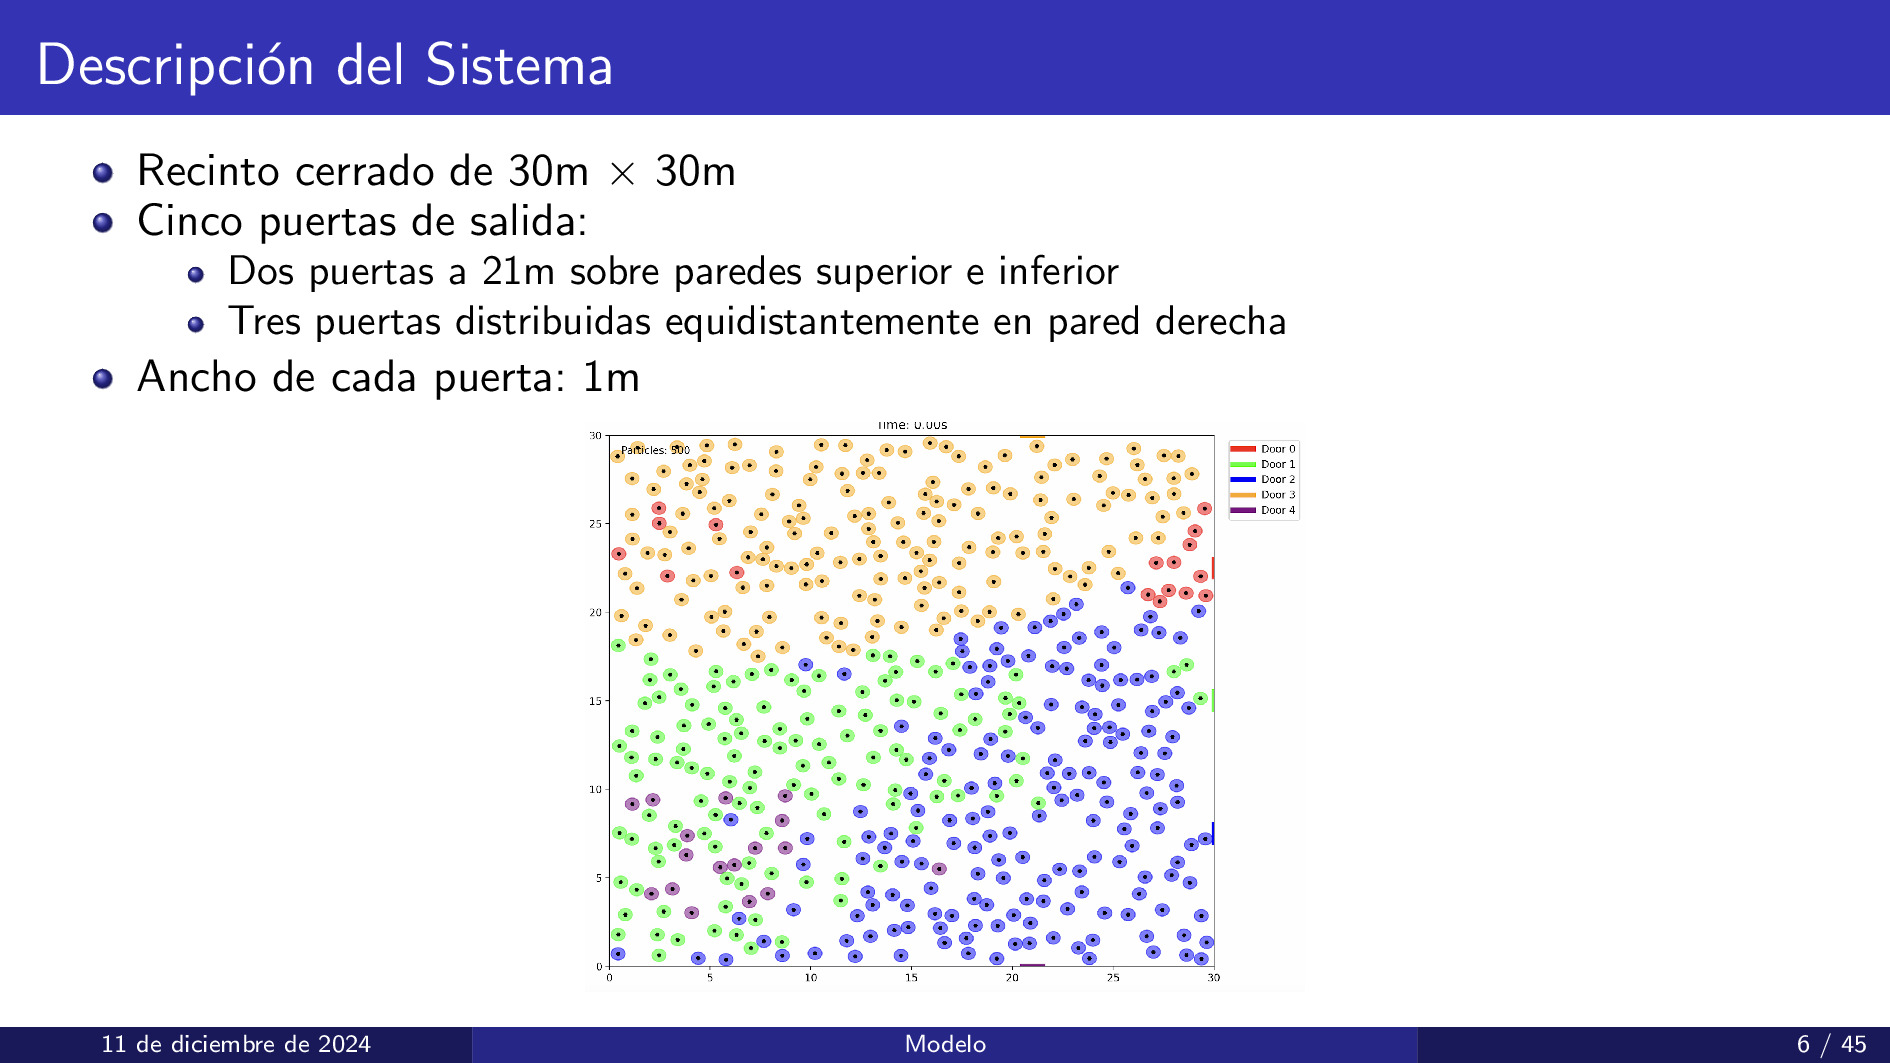 Descripción del Sistema
Recinto cerrado de 30m × 30m
Cinco puertas de salida:
Dos puertas a 21m sobre paredes superior e inferior
Tres puertas distribuidas equidistantemente en pared derecha
Ancho de cada puerta: 1m
Time: 0.00s
Particles: 500
30
25
20
15
10
5
0
0 5 10 15 20 25 30
Door 0
Door 1
Door 2
Door 3
Door 4
11 de diciembre de 2024 Modelo 6 / 45